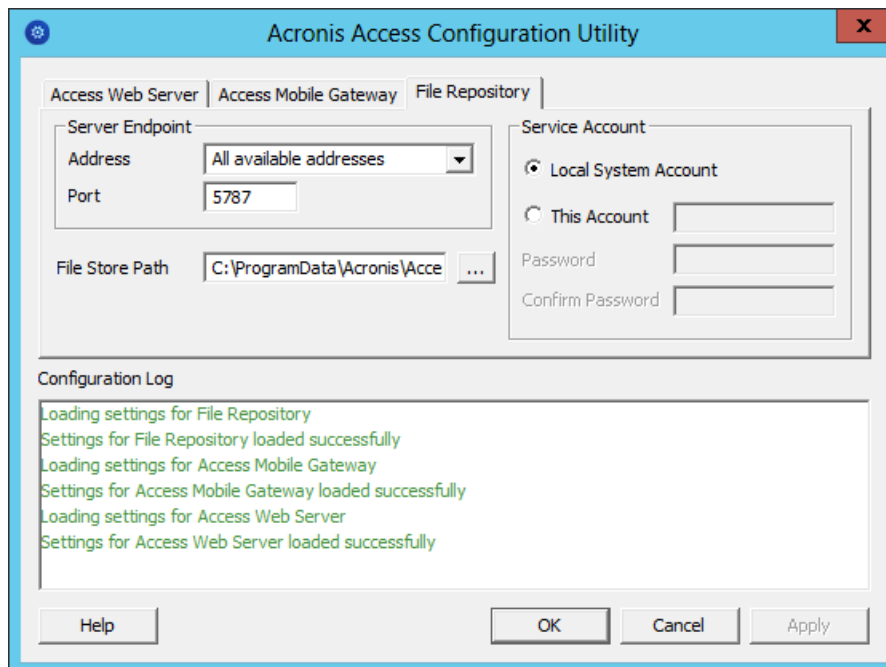 Acronis Access Configuration Utility
X
Access Web Server
Access Mobile Gateway
File Repository
Server Endpoint
Address
All available addresses
Port
5787
File Store Path
C:\ProgramData\Acronis\Acce
...
Service Account
Local System Account
This Account
Password
Confirm Password
Configuration Log
Loading settings for File Repository
Settings for File Repository loaded successfully
Loading settings for Access Mobile Gateway
Settings for Access Mobile Gateway loaded successfully
Loading settings for Access Web Server
Settings for Access Web Server loaded successfully
Help
OK
Cancel
Apply